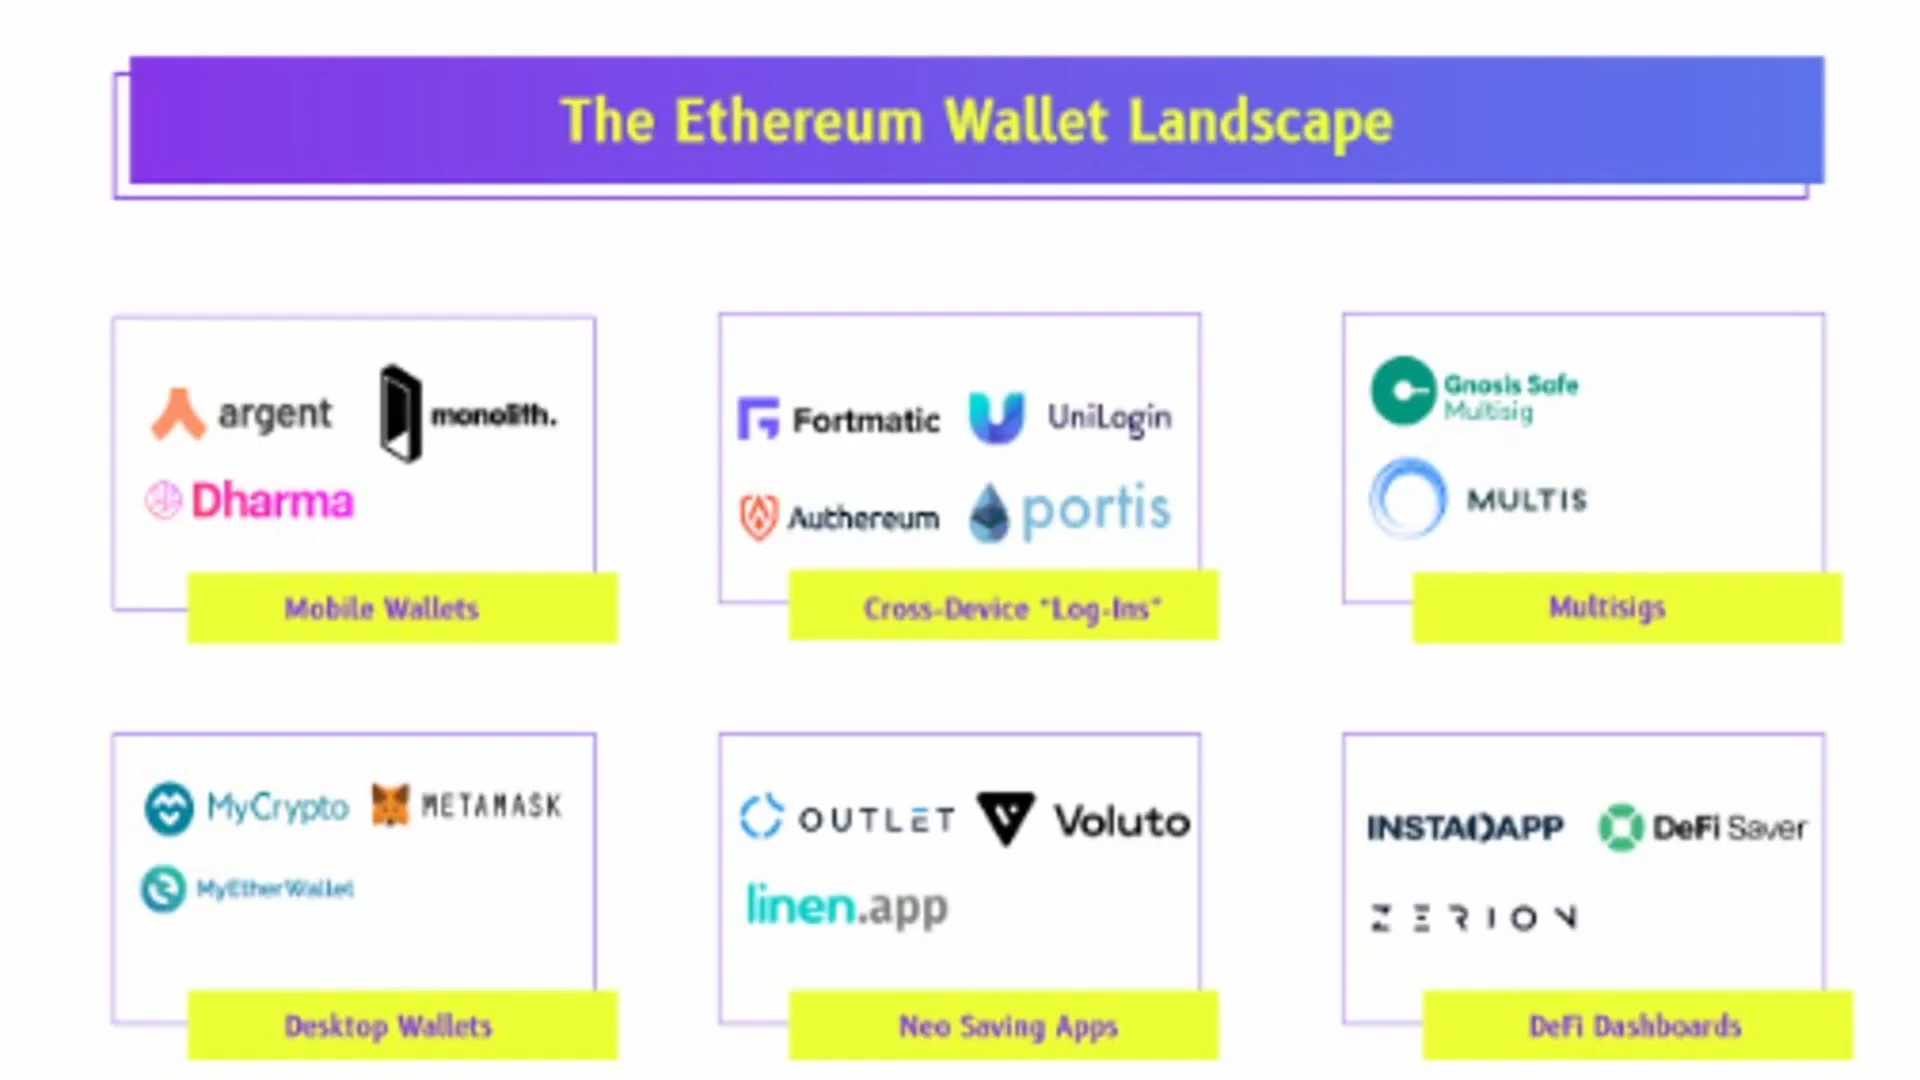 The Ethereum Wallet Landscape
argent
monolith.
Dharma
Mobile Wallets
Fortmatic
UniLogin
Authereum
portis
Cross-Device "Log-Ins"
Gnosis Safe
Multisig
MULTIS
Multisigs
MyCrypto
METAMASK
MyEtherWallet
Desktop Wallets
OUTLET
Voluto
linen.app
Neo Saving Apps
INSTADAPP
DeFi Saver
ZERION
DeFi Dashboards